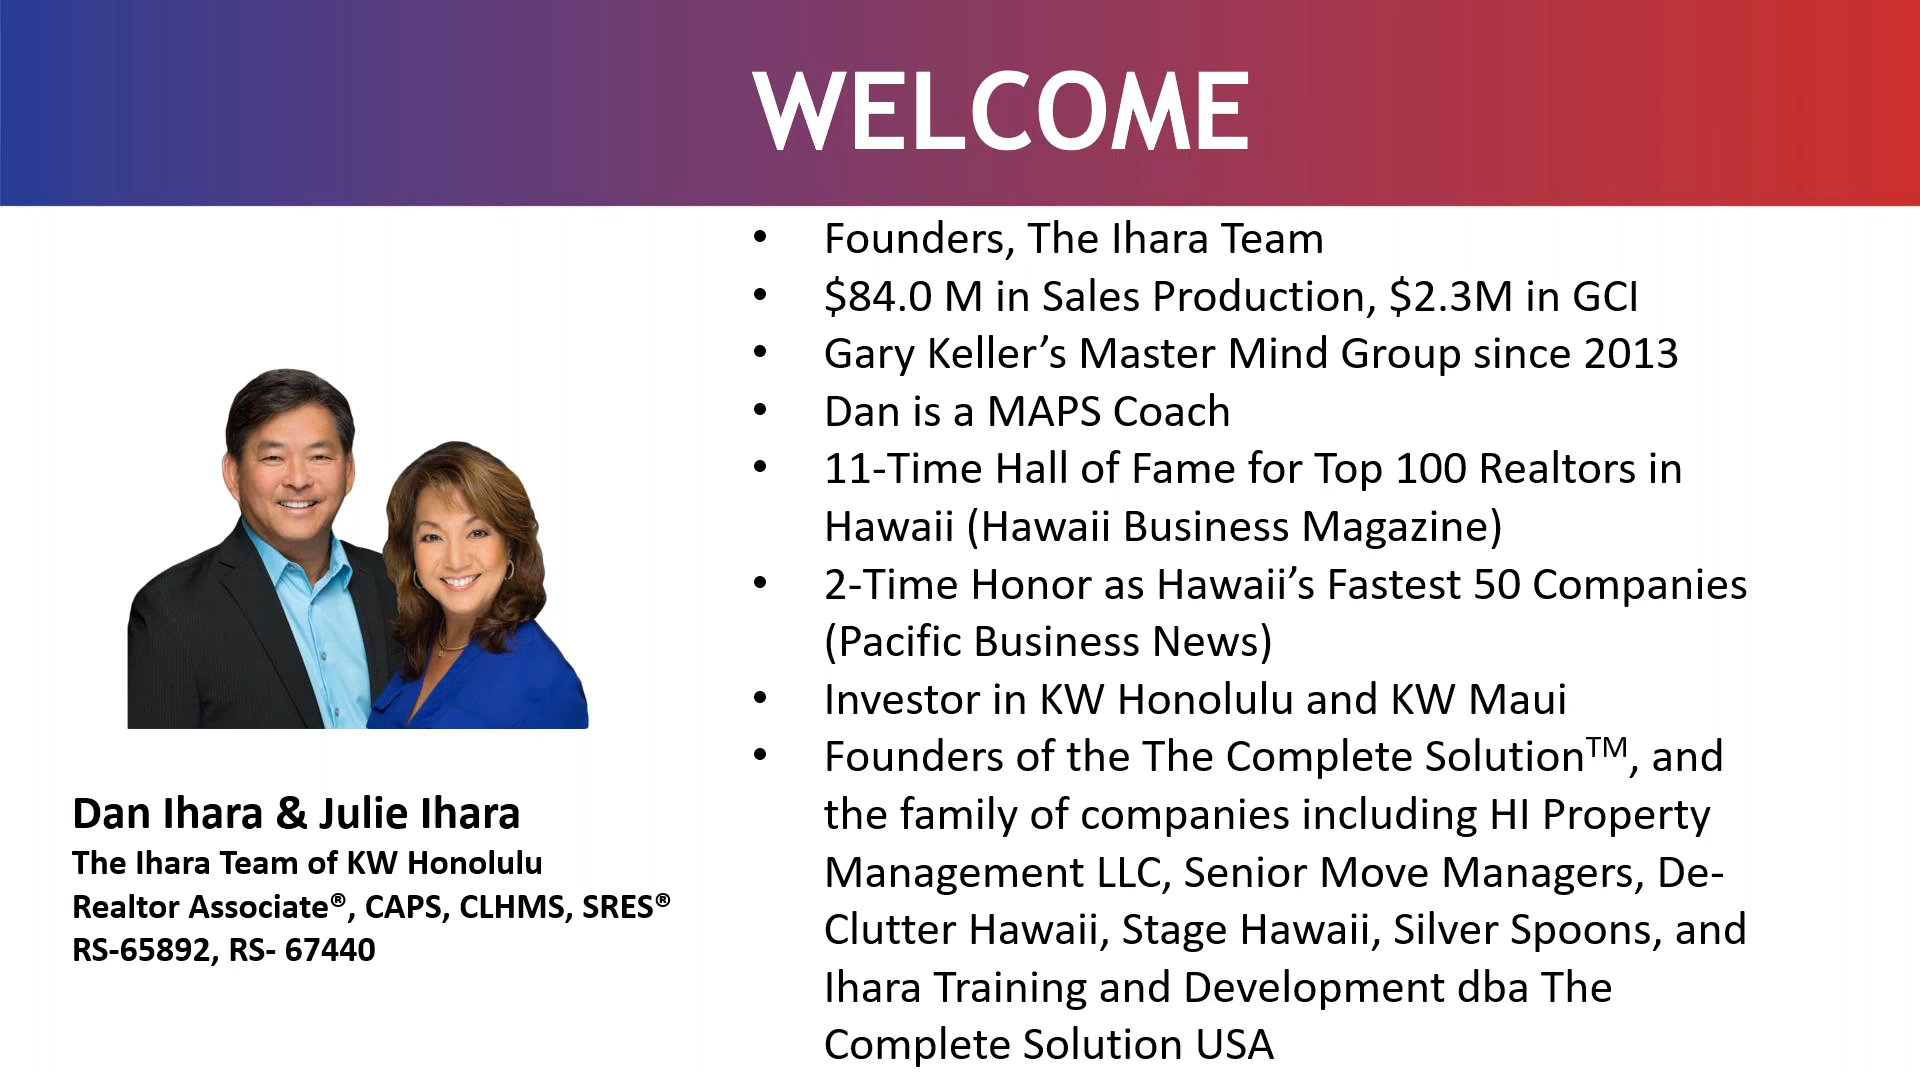 WELCOME
• Founders, The Ihara Team
• $84.0 M in Sales Production, $2.3M in GCI
• Gary Keller’s Master Mind Group since 2013
• Dan is a MAPS Coach
• 11-Time Hall of Fame for Top 100 Realtors in
Hawaii (Hawaii Business Magazine)
• 2-Time Honor as Hawaii’s Fastest 50 Companies
(Pacific Business News)
• Investor in KW Honolulu and KW Maui
• Founders of the The Complete Solution™, and
the family of companies including HI Property
Management LLC, Senior Move Managers, De-
Clutter Hawaii, Stage Hawaii, Silver Spoons, and
Ihara Training and Development dba The
Complete Solution USA
Dan Ihara & Julie Ihara
The Ihara Team of KW Honolulu
Realtor Associate®, CAPS, CLHMS, SRES®
RS-65892, RS- 67440